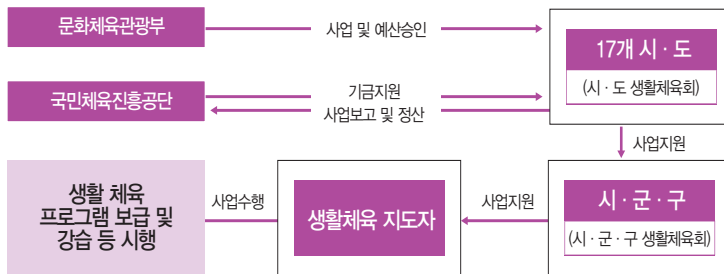 문화체육관광부
사업 및 예산승인
17개 시 · 도
(시 · 도 생활체육회)
국민체육진흥공단
기금지원
사업보고 및 정산
사업지원
생활 체육
프로그램 보급 및
강습 등 시행
사업수행
생활체육 지도자
사업지원
시 · 군 · 구
(시 · 군 · 구 생활체육회)